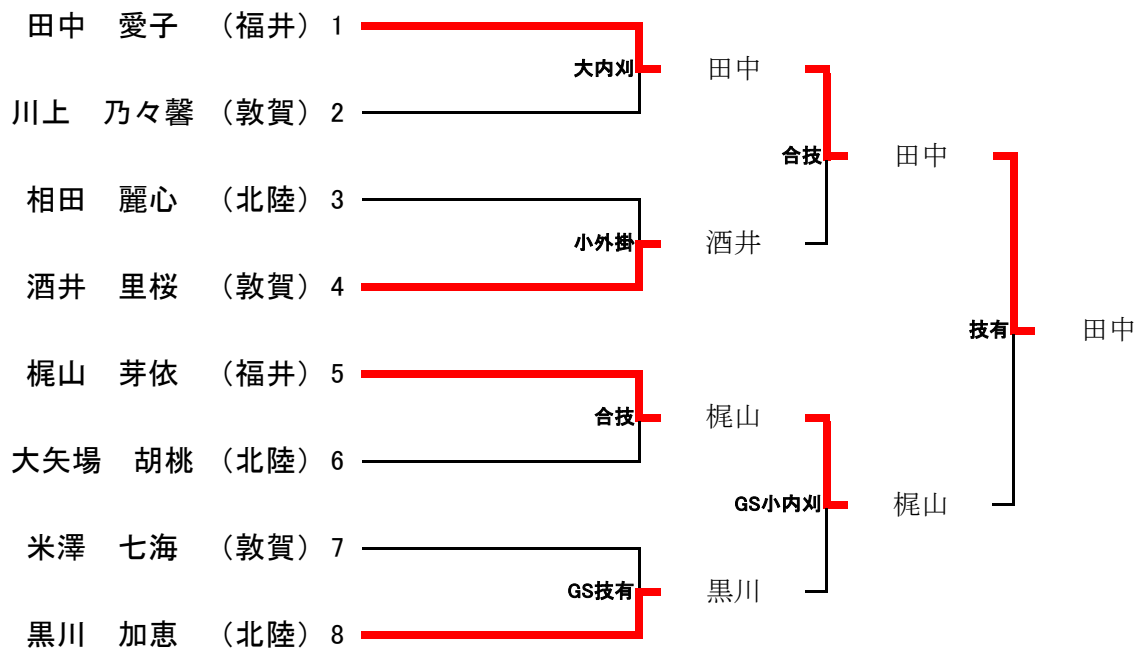 田中　愛子　（福井） 1
大内刈　田中
川上　乃々馨　（敦賀） 2
合技　田中
相田　麗心　（北陸） 3
小外掛　酒井
酒井　里桜　（敦賀） 4
技有　田中
梶山　芽依　（福井） 5
合技　梶山
大矢場　胡桃　（北陸） 6
GS小内刈　梶山
米澤　七海　（敦賀） 7
GS技有　黒川
黒川　加恵　（北陸） 8